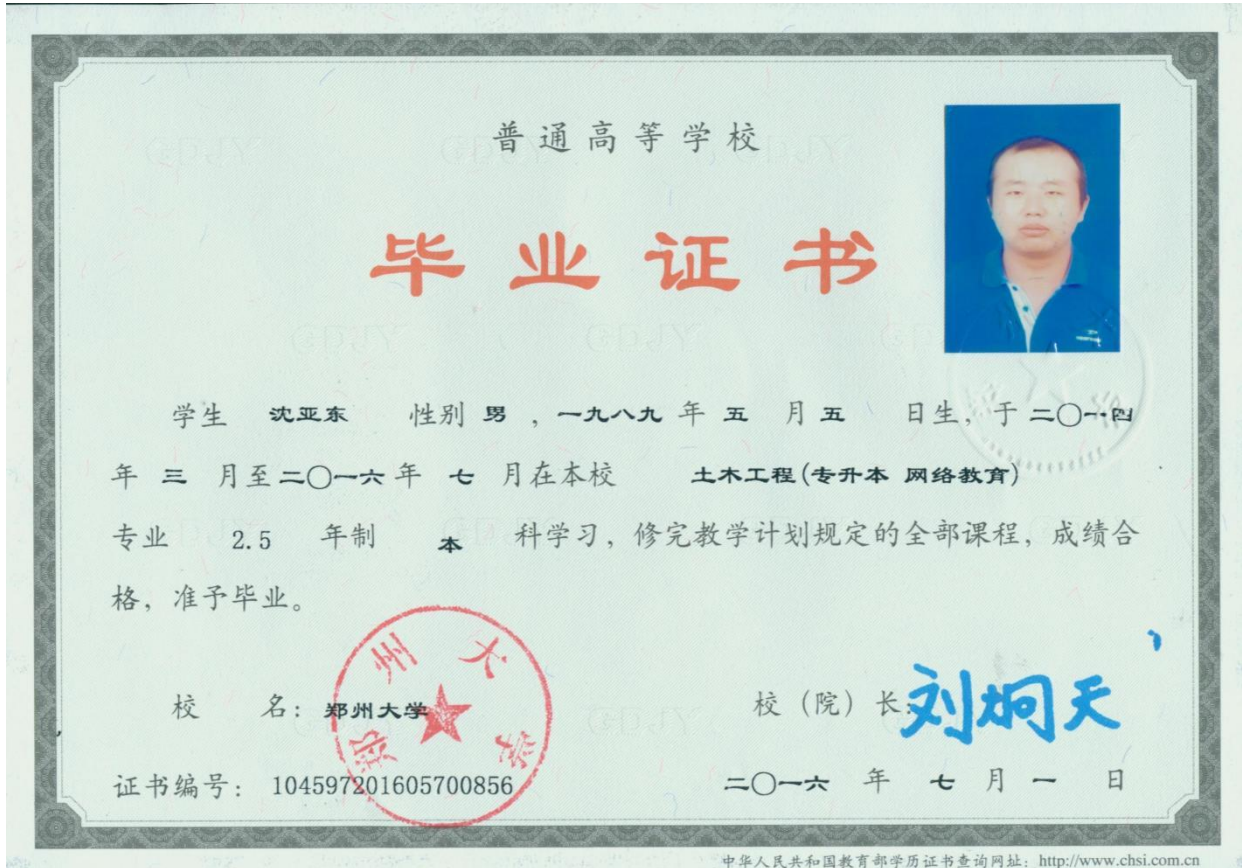 普通高等学校
毕业证书
学生 沈亚东 性别 男 ，一九八九 年 五 月 五 日生，于 二〇一四
年 三 月至 二〇一六 年 七 月在本校 土木工程(专升本 网络教育)
专业 2.5 年制 本 科学习，修完教学计划规定的全部课程，成绩合
格，准予毕业。
郑州大学
校 名：郑州大学
校（院）长：刘炯天
证书编号：104597201605700856
二〇一六 年 七 月 一 日
中华人民共和国教育部学历证书查询网址：http://www.chsi.com.cn